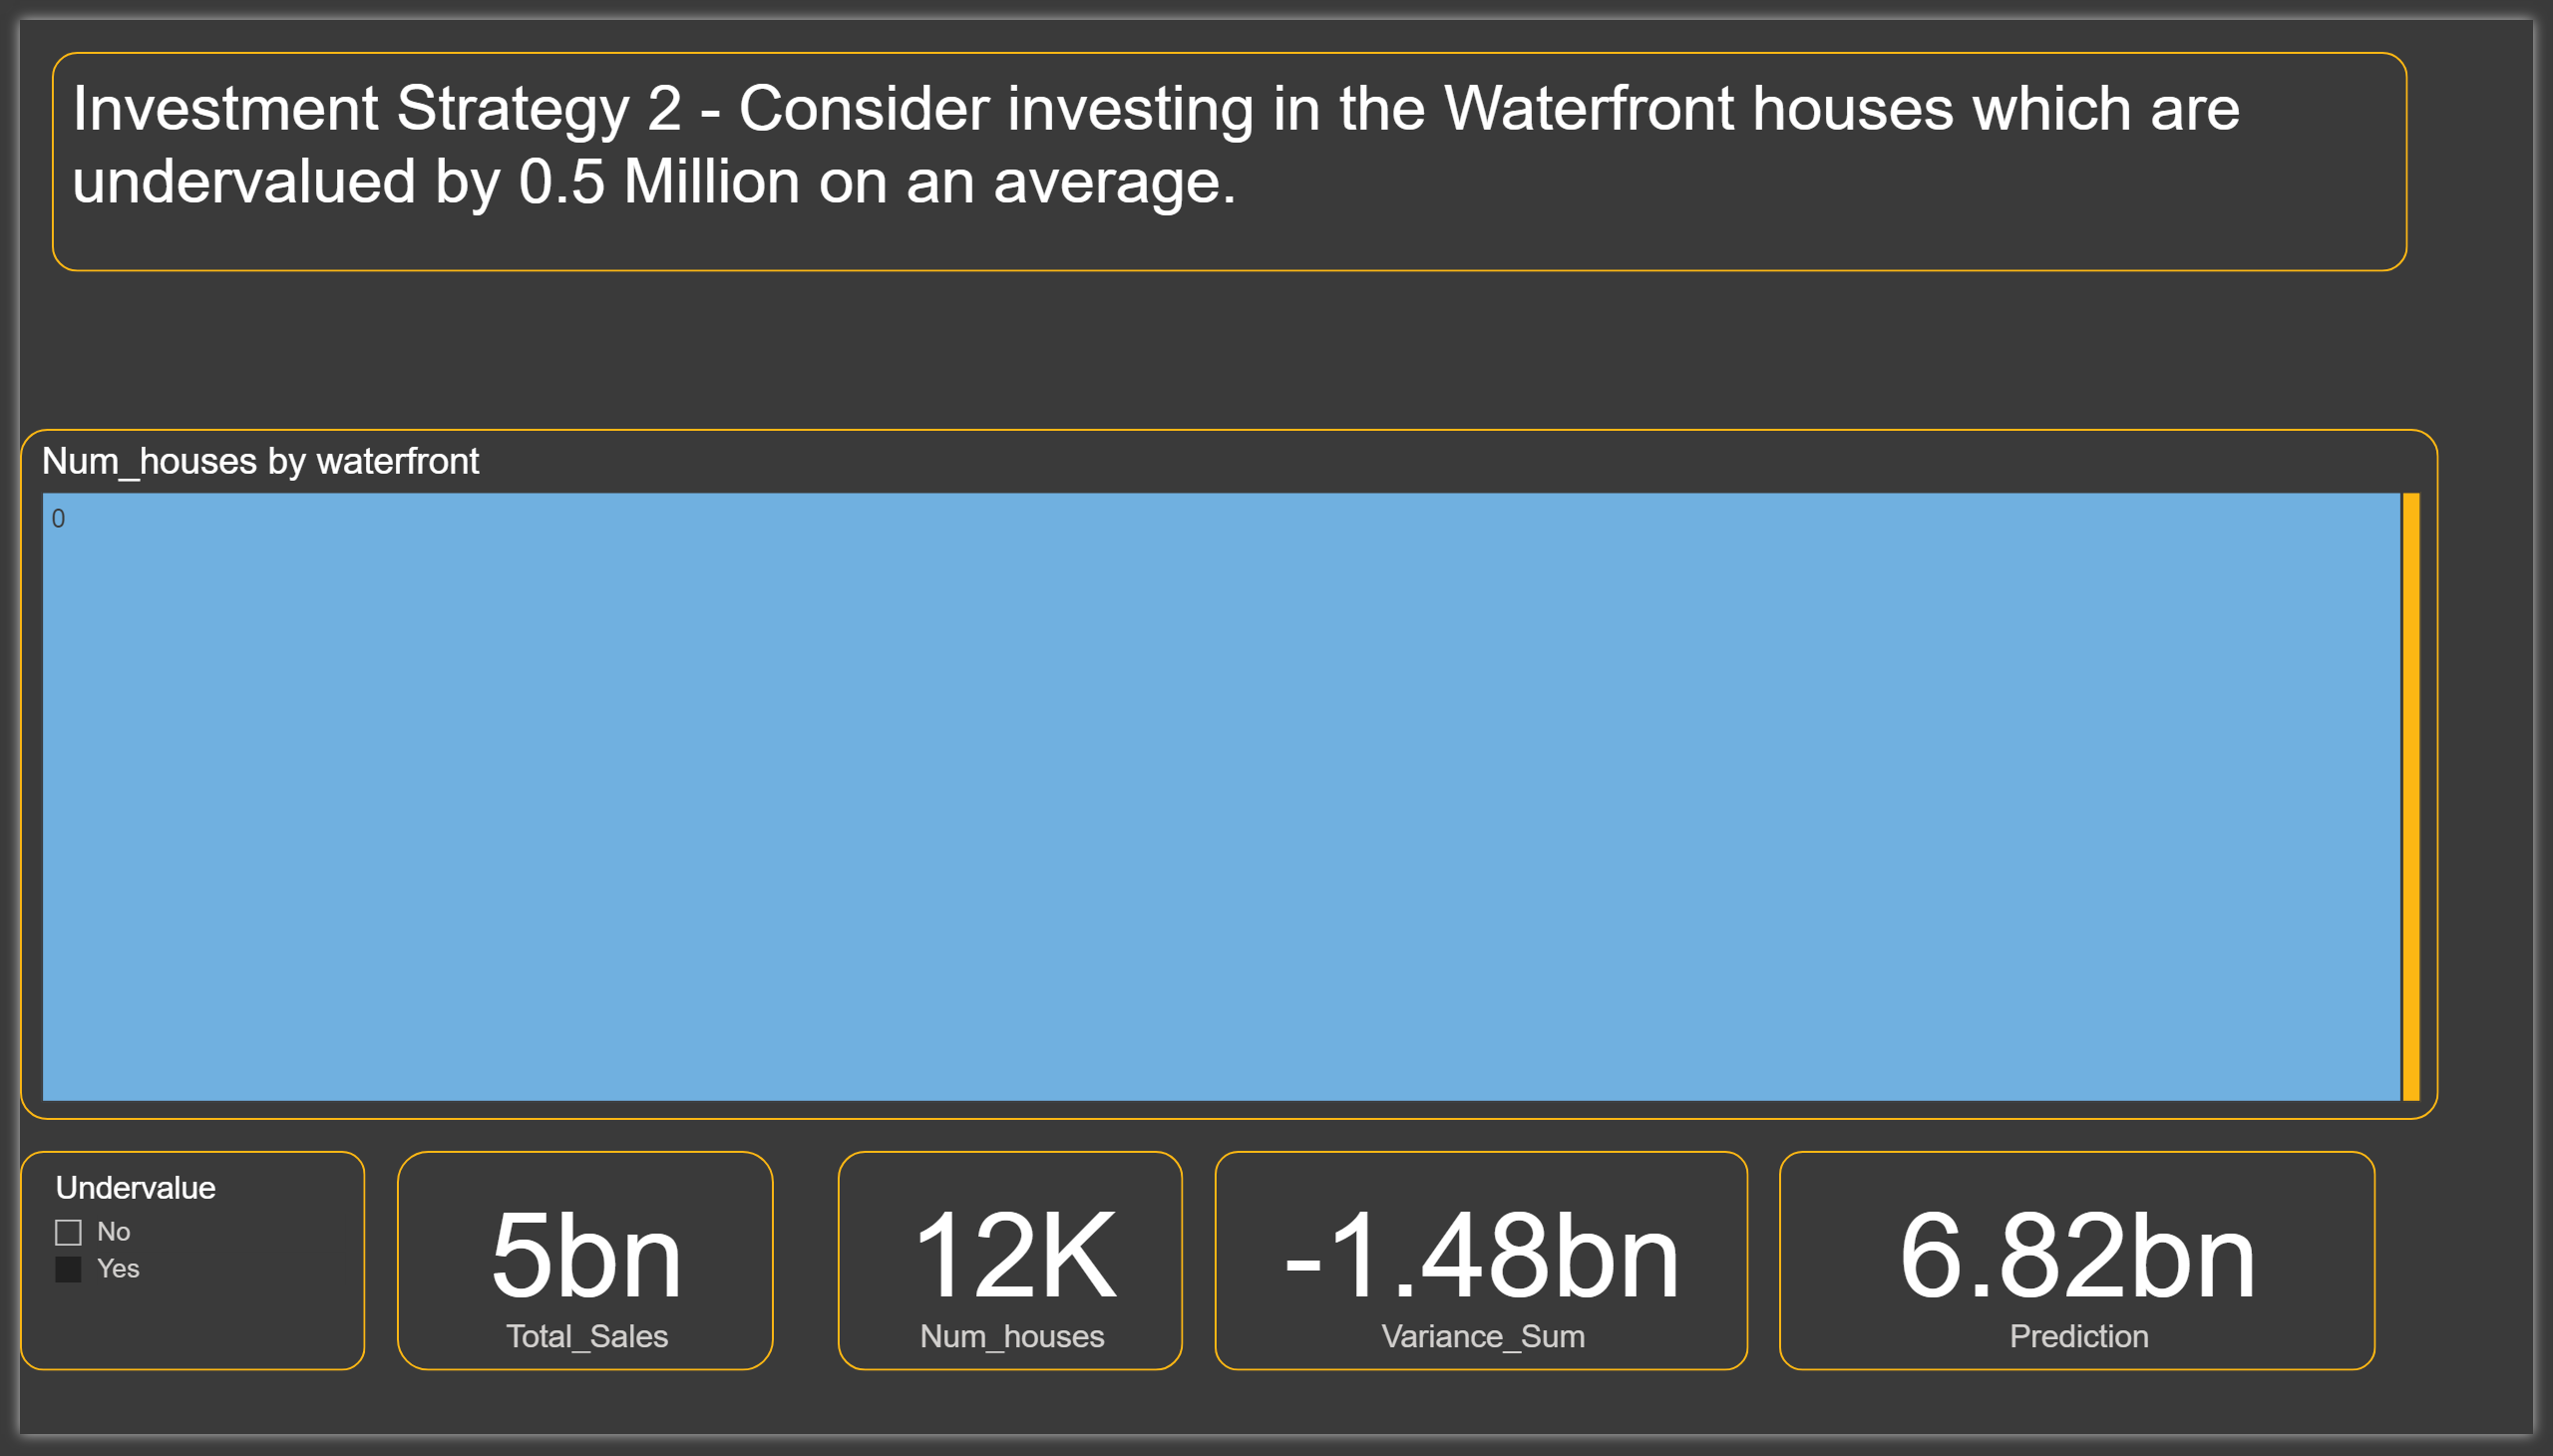 Investment Strategy 2 - Consider investing in the Waterfront houses which are
undervalued by 0.5 Million on an average.
Num_houses by waterfront
0
Undervalue
No
Yes
5bn
Total_Sales
12K
Num_houses
-1.48bn
Variance_Sum
6.82bn
Prediction